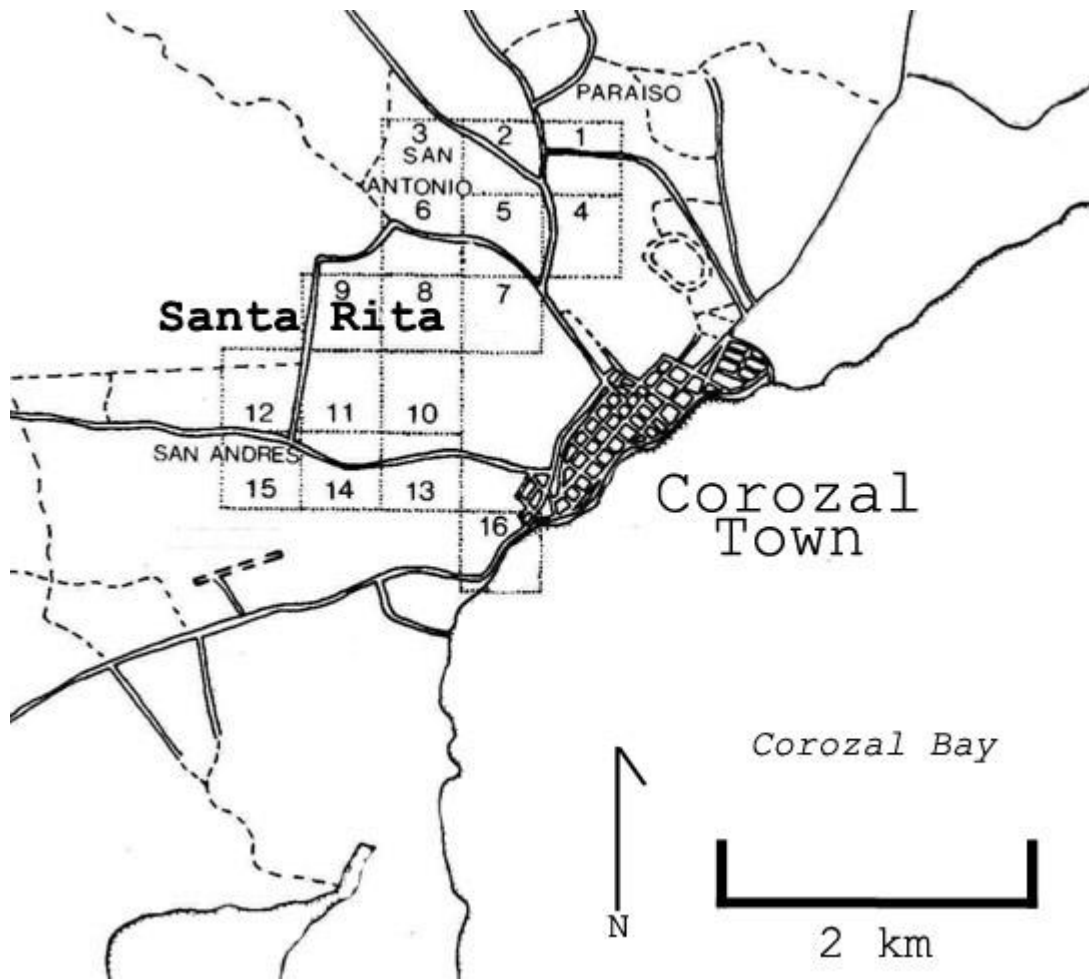 PARAISO
3
2
1
SAN
ANTONIO
6
5
4
9
8
7
Santa Rita
12
11
10
SAN ANDRES
15
14
13
16
Corozal
Town
Corozal Bay
N
2 km